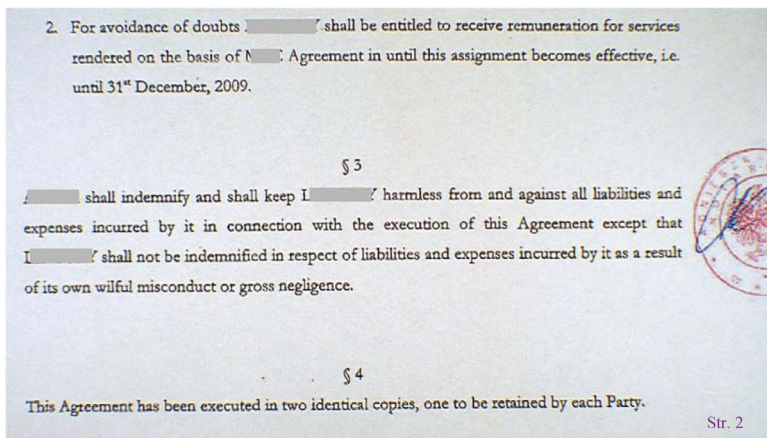 2. For avoidance of doubts shall be entitled to receive remuneration for services
rendered on the basis of Agreement in until this assignment becomes effective, i.e.
until 31st December, 2009.
§ 3
shall indemnify and shall keep harmless from and against all liabilities and
expenses incurred by it in connection with the execution of this Agreement except that
shall not be indemnified in respect of liabilities and expenses incurred by it as a result
of its own wilful misconduct or gross negligence.
§ 4
This Agreement has been executed in two identical copies, one to be retained by each Party.
Str. 2